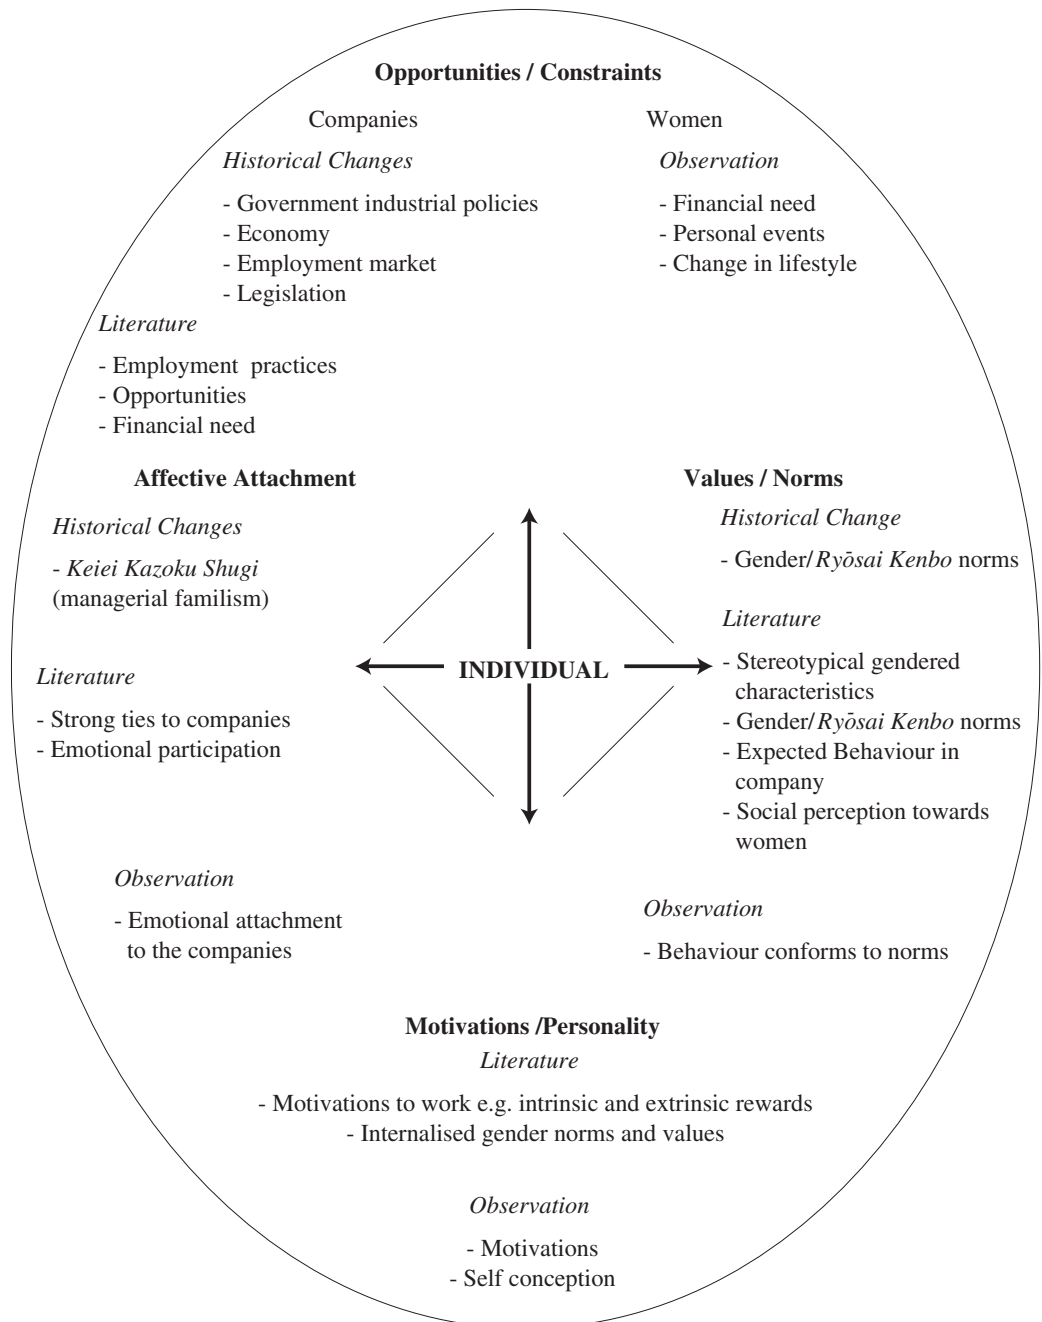 Opportunities / Constraints
Companies
Women
Historical Changes
- Government industrial policies
- Economy
- Employment market
- Legislation
Observation
- Financial need
- Personal events
- Change in lifestyle
Literature
- Employment practices
- Opportunities
- Financial need
Affective Attachment
Historical Changes
- Keiei Kazoku Shugi
(managerial familism)
Literature
- Strong ties to companies
- Emotional participation
Observation
- Emotional attachment
to the companies
INDIVIDUAL
Values / Norms
Historical Change
- Gender/Ryōsai Kenbo norms
Literature
- Stereotypical gendered
characteristics
- Gender/Ryōsai Kenbo norms
- Expected Behaviour in
company
- Social perception towards
women
Observation
- Behaviour conforms to norms
Motivations /Personality
Literature
- Motivations to work e.g. intrinsic and extrinsic rewards
- Internalised gender norms and values
Observation
- Motivations
- Self conception